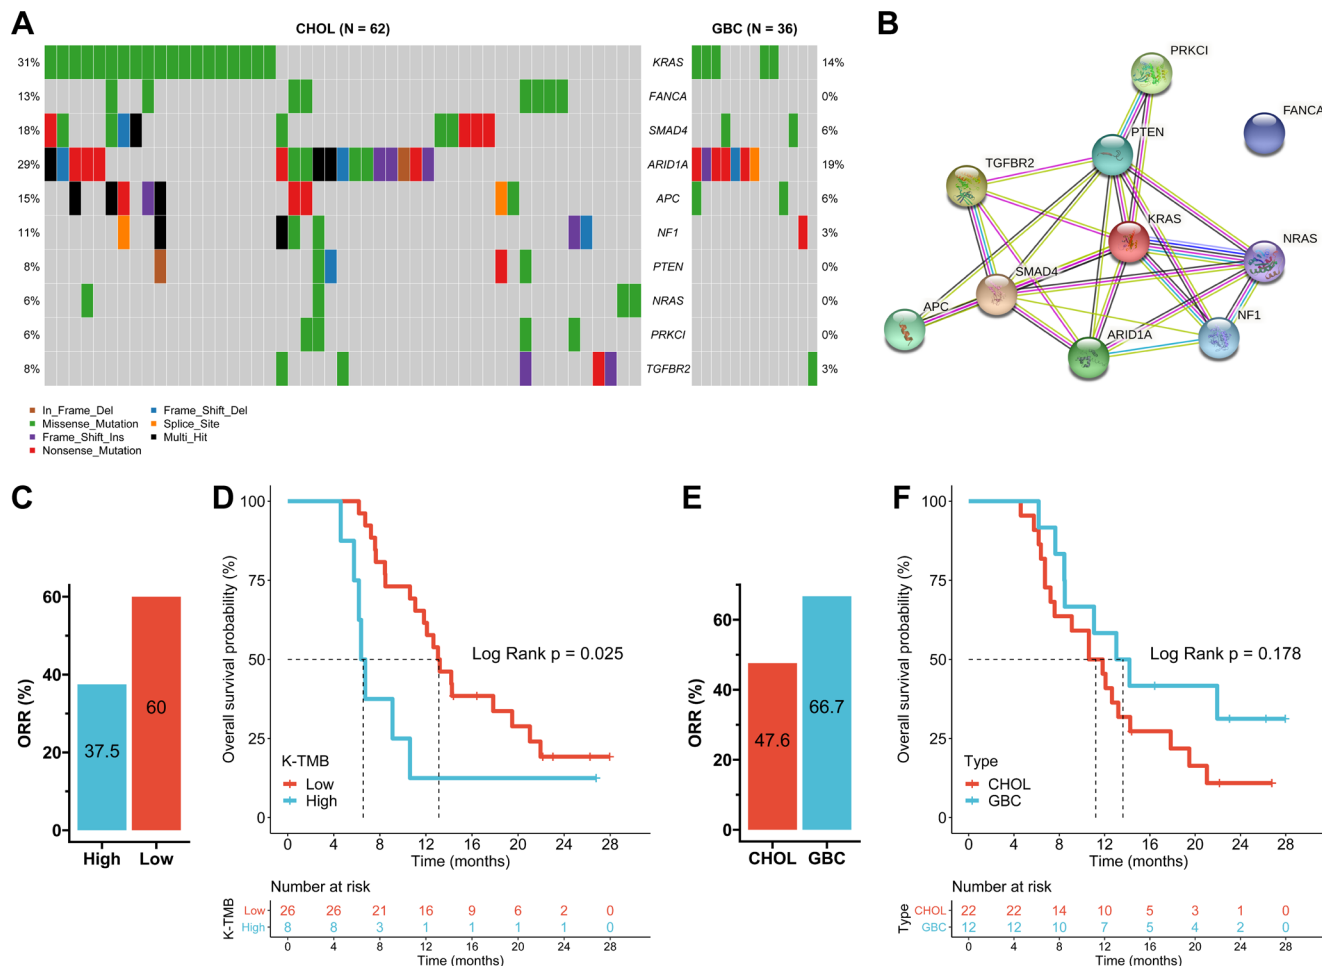 A
CHOL (N = 62)
GBC (N = 36)
31% KRAS 14%
13% FANCA 0%
18% SMAD4 6%
29% ARID1A 19%
15% APC 6%
11% NF1 3%
8% PTEN 0%
6% NRAS 0%
6% PRKCI 0%
8% TGFBR2 3%
In_Frame_Del
Missense_Mutation
Frame_Shift_Ins
Nonsense_Mutation
Frame_Shift_Del
Splice_Site
Multi_Hit
B
PRKCI
FANCA
PTEN
TGFBR2
KRAS
NRAS
SMAD4
APC
NF1
ARID1A
C
ORR (%)
60
40
20
0
37.5
60
High Low
D
Overall survival probability (%)
100
75
50
25
0
Log Rank p = 0.025
K-TMB
Low
High
0 4 8 12 16 20 24 28
Time (months)
Number at risk
K-TMB
Low 26 26 21 16 9 6 2 0
High 8 8 3 1 1 1 1 0
0 4 8 12 16 20 24 28
Time (months)
E
ORR (%)
60
40
20
0
47.6
66.7
CHOL GBC
F
Overall survival probability (%)
100
75
50
25
0
Log Rank p = 0.178
Type
CHOL
GBC
0 4 8 12 16 20 24 28
Time (months)
Number at risk
Type
CHOL 22 22 14 10 5 3 1 0
GBC 12 12 10 7 5 4 2 0
0 4 8 12 16 20 24 28
Time (months)